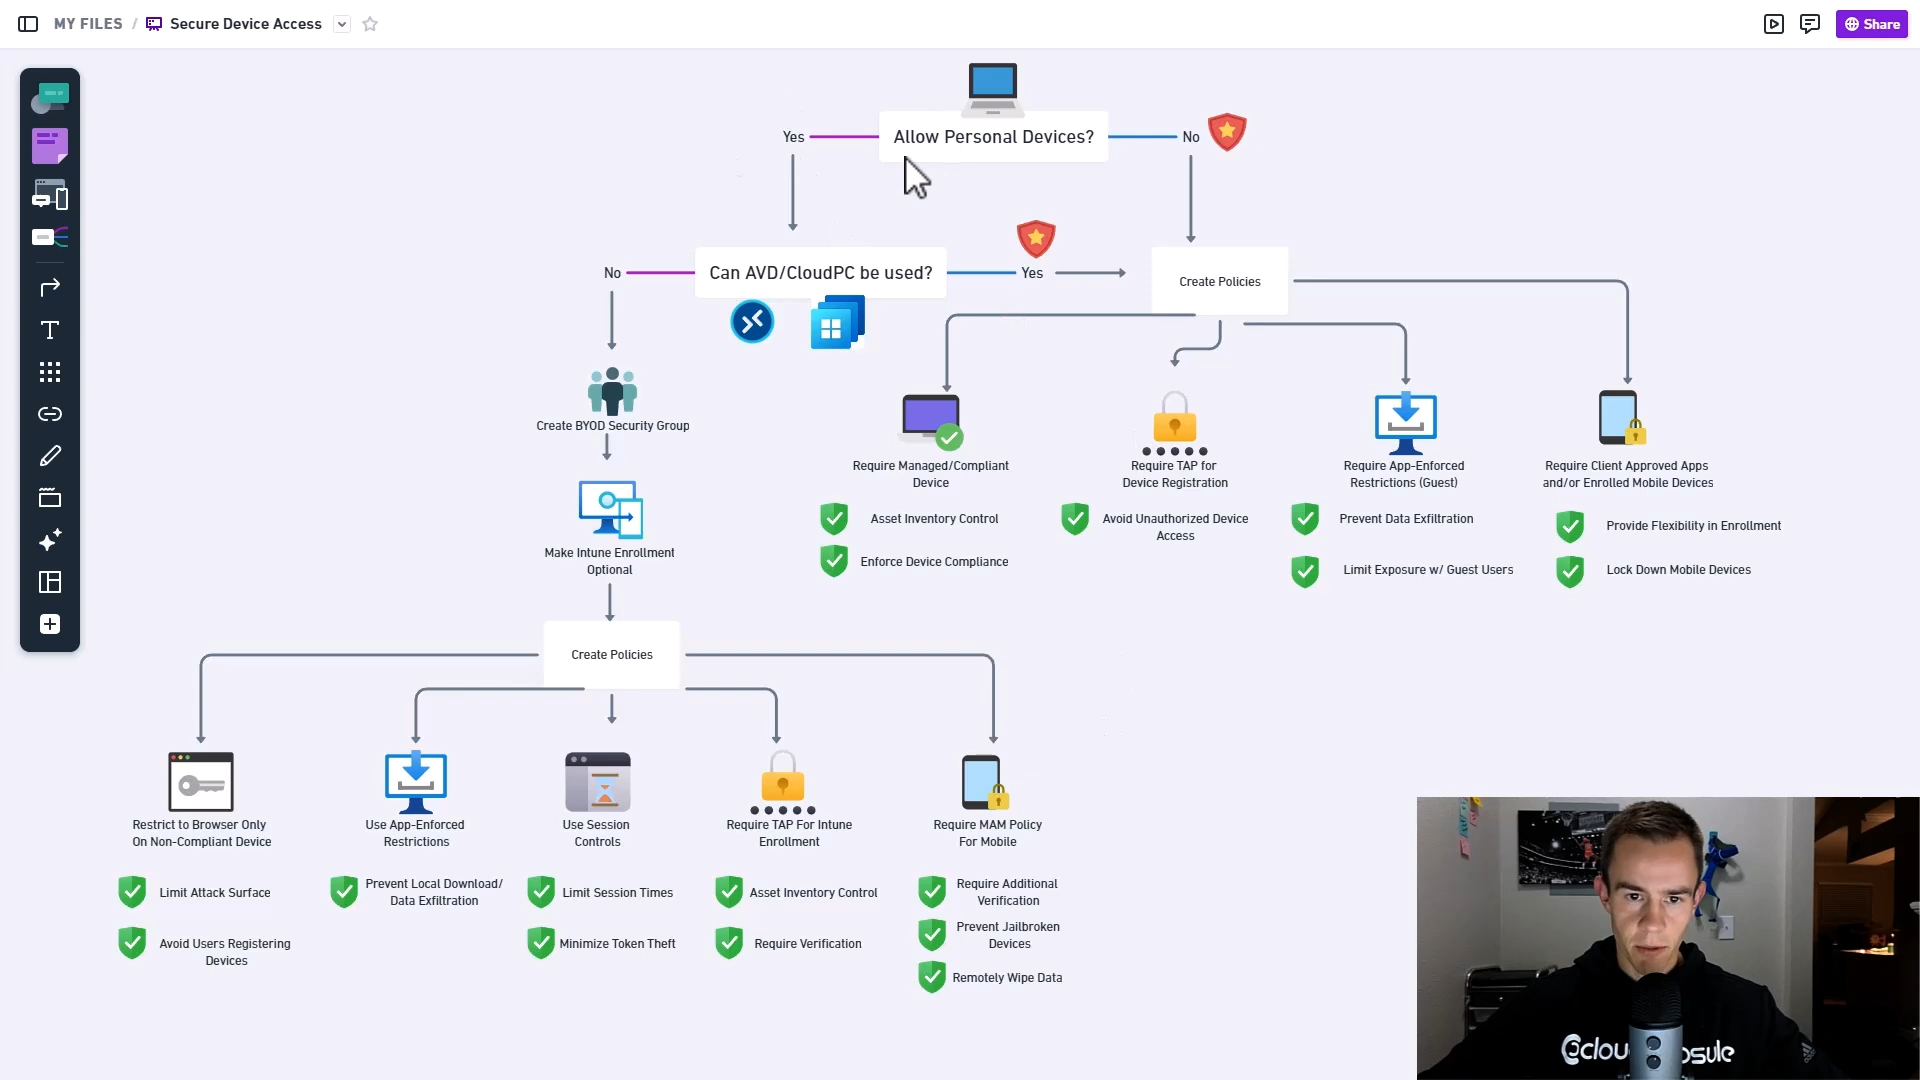 MY FILES / Secure Device Access
Share
Allow Personal Devices?
Yes
No
Can AVD/CloudPC be used?
No
Yes
Create Policies
Create BYOD Security Group
Make Intune Enrollment
Optional
Require Managed/Compliant
Device
Asset Inventory Control
Enforce Device Compliance
Require TAP for
Device Registration
Avoid Unauthorized Device
Access
Require App-Enforced
Restrictions (Guest)
Prevent Data Exfiltration
Limit Exposure w/ Guest Users
Require Client Approved Apps
and/or Enrolled Mobile Devices
Provide Flexibility in Enrollment
Lock Down Mobile Devices
Create Policies
Restrict to Browser Only
On Non-Compliant Device
Limit Attack Surface
Avoid Users Registering
Devices
Use App-Enforced
Restrictions
Prevent Local Download/
Data Exfiltration
Use Session
Controls
Limit Session Times
Minimize Token Theft
Require TAP For Intune
Enrollment
Asset Inventory Control
Require Verification
Require MAM Policy
For Mobile
Require Additional
Verification
Prevent Jailbroken
Devices
Remotely Wipe Data